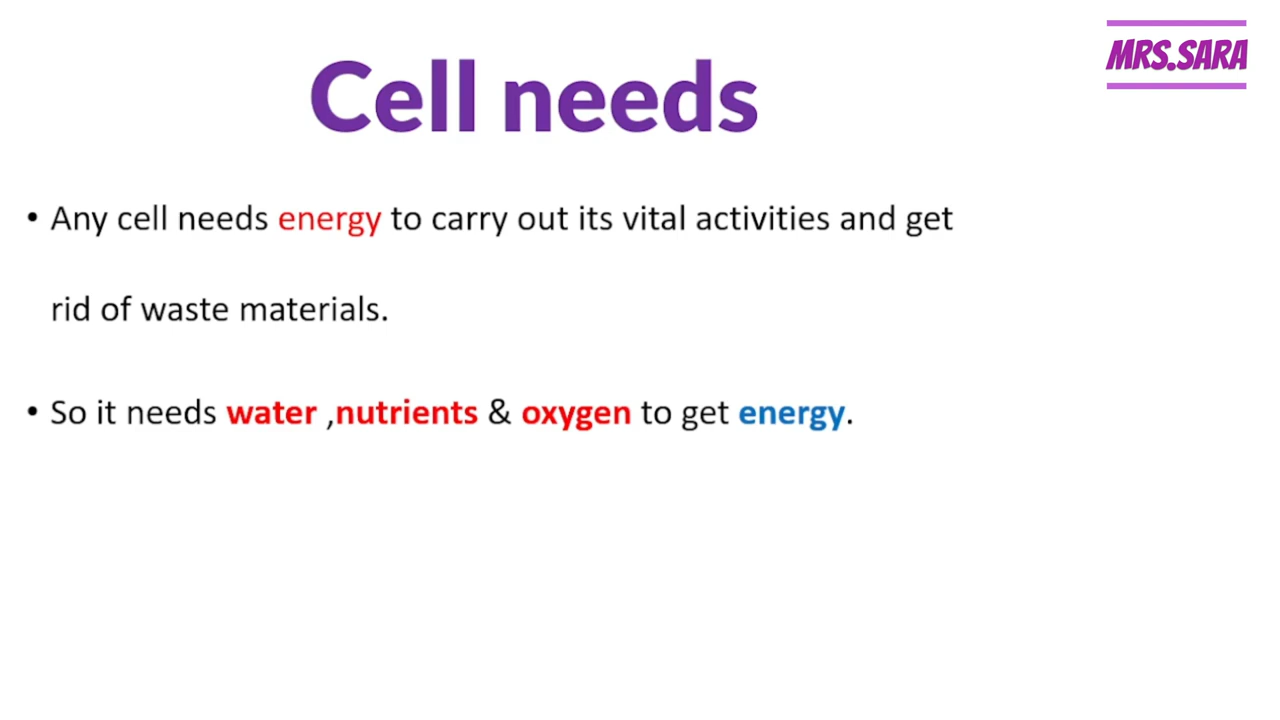 MRS.SARA
Cell needs
• Any cell needs energy to carry out its vital activities and get
rid of waste materials.
• So it needs water ,nutrients & oxygen to get energy.